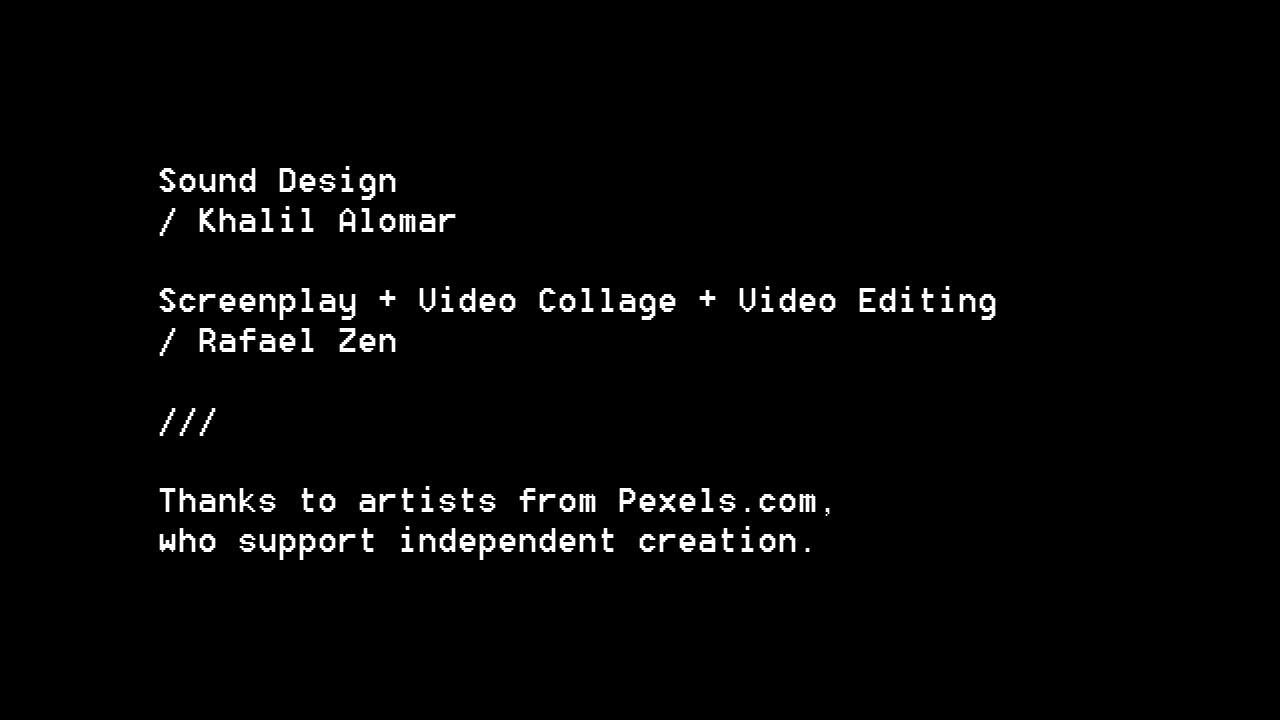 Sound Design
/ Khalil Alomar
Screenplay + Video Collage + Video Editing
/ Rafael Zen
///
Thanks to artists from Pexels.com,
who support independent creation.